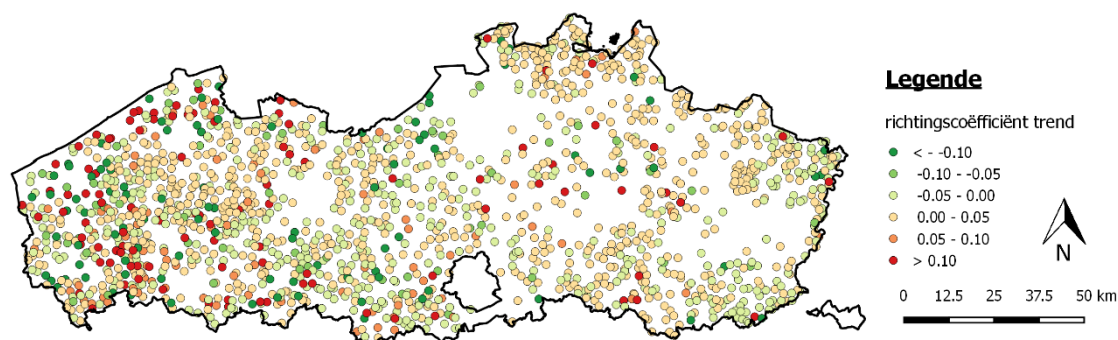 Legende
richtingscoëfficiënt trend
< - -0.10
-0.10 - -0.05
-0.05 - 0.00
0.00 - 0.05
0.05 - 0.10
> 0.10
N
0 12.5 25 37.5 50 km